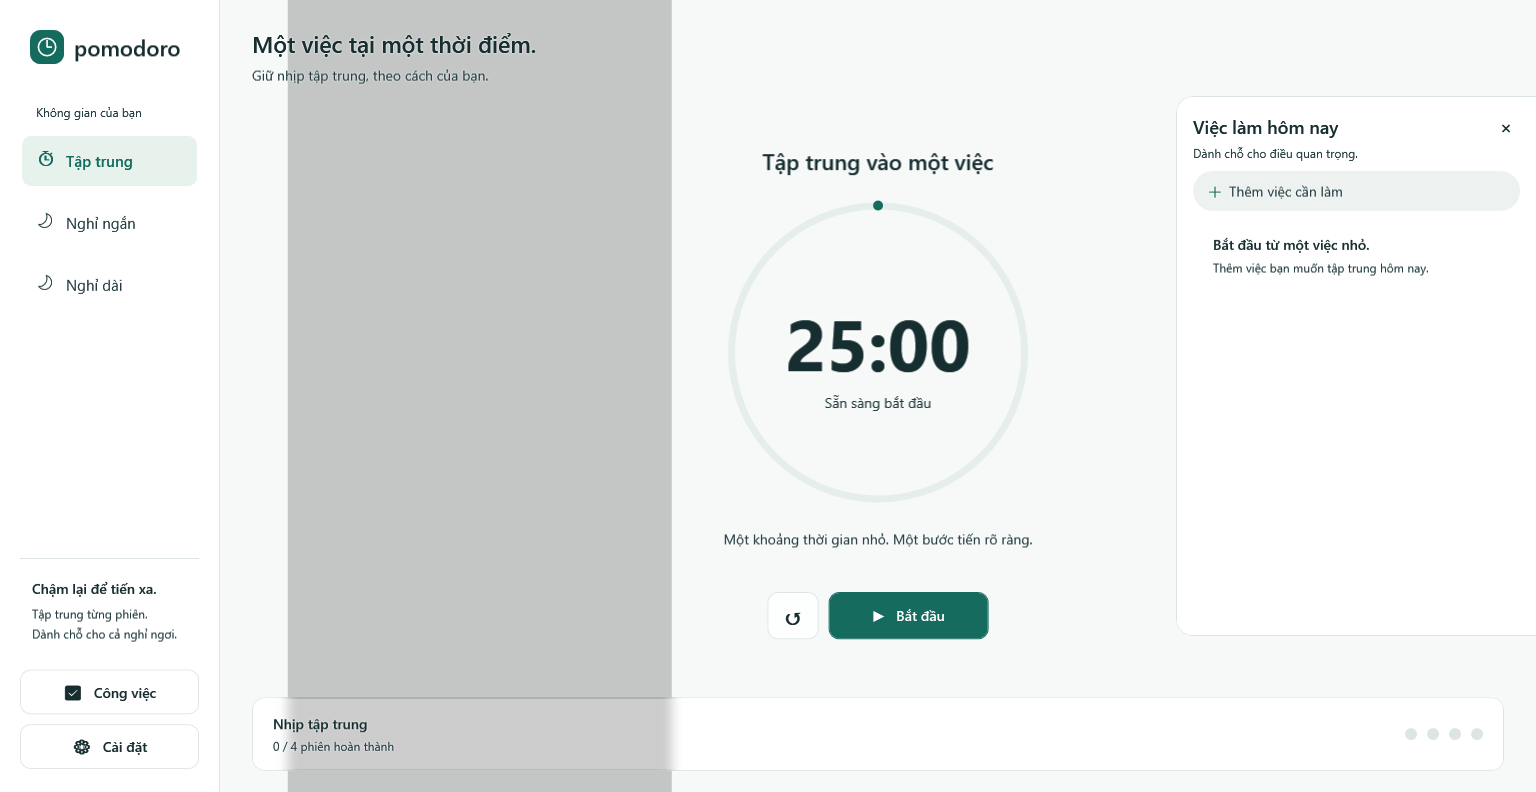 pomodoro
Không gian của bạn
Tập trung
Nghỉ ngắn
Nghỉ dài
Chậm lại để tiến xa.
Tập trung từng phiên.
Dành chỗ cho cả nghỉ ngơi.
Công việc
Cài đặt
Một việc tại một thời điểm.
Giữ nhịp tập trung, theo cách của bạn.
Tập trung vào một việc
25:00
Sẵn sàng bắt đầu
Một khoảng thời gian nhỏ. Một bước tiến rõ ràng.
Bắt đầu
Nhịp tập trung
0 / 4 phiên hoàn thành
Việc làm hôm nay
Dành chỗ cho điều quan trọng.
Thêm việc cần làm
Bắt đầu từ một việc nhỏ.
Thêm việc bạn muốn tập trung hôm nay.